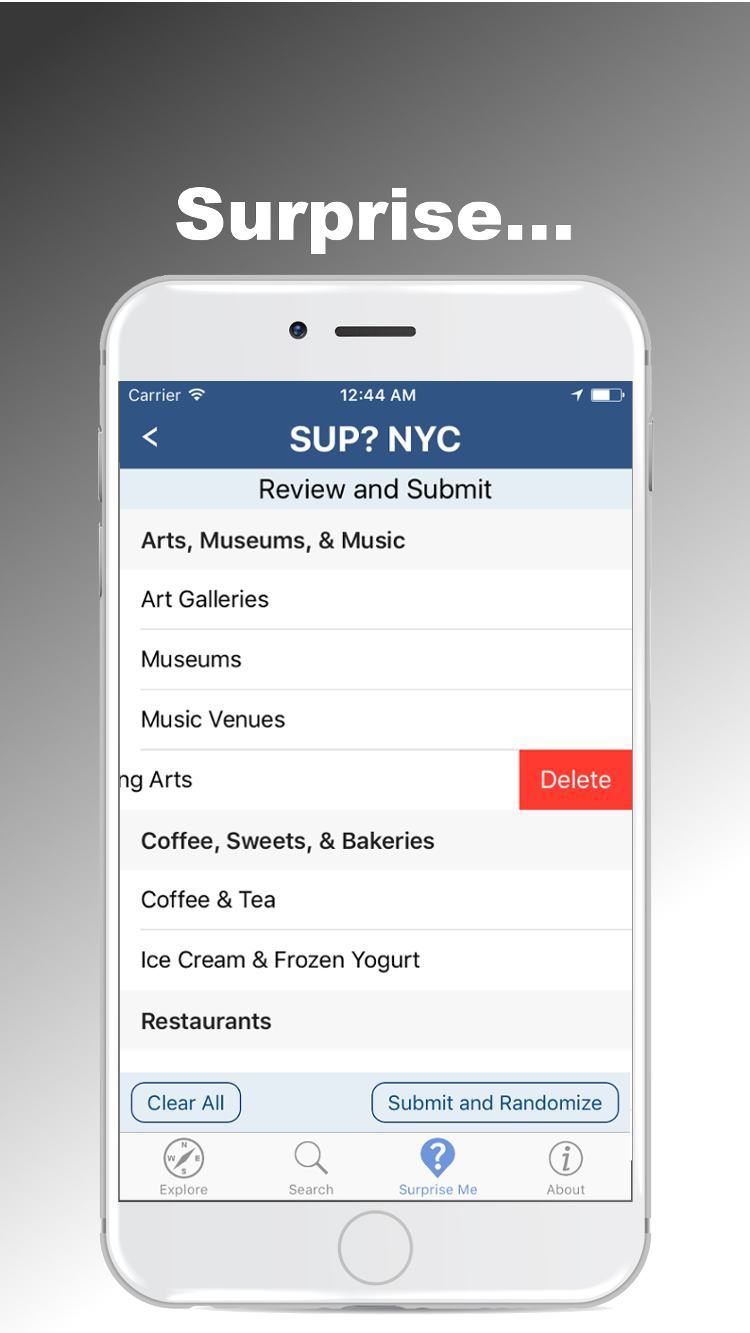 Surprise...
Carrier 12:44 AM
< SUP? NYC
Review and Submit
Arts, Museums, & Music
Art Galleries
Museums
Music Venues
ng Arts Delete
Coffee, Sweets, & Bakeries
Coffee & Tea
Ice Cream & Frozen Yogurt
Restaurants
Clear All Submit and Randomize
N
W E
S
? i
Explore Search Surprise Me About